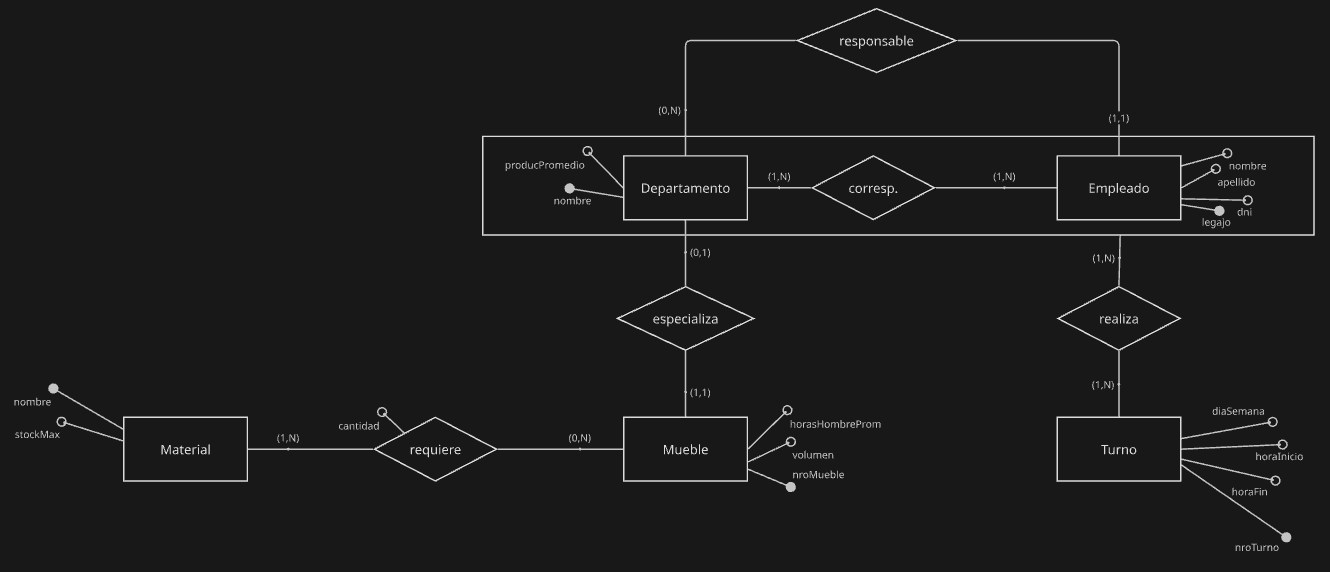 responsable
(0,N)
(1,1)
producPromedio
nombre
Departamento
(1,N)
corresp.
(1,N)
Empleado
nombre
apellido
dni
legajo
(0,1)
(1,N)
especializa
realiza
nombre
stockMax
Material
(1,N)
cantidad
requiere
(0,N)
(1,1)
Mueble
horasHombreProm
volumen
nroMueble
(1,N)
Turno
diaSemana
horaInicio
horaFin
nroTurno